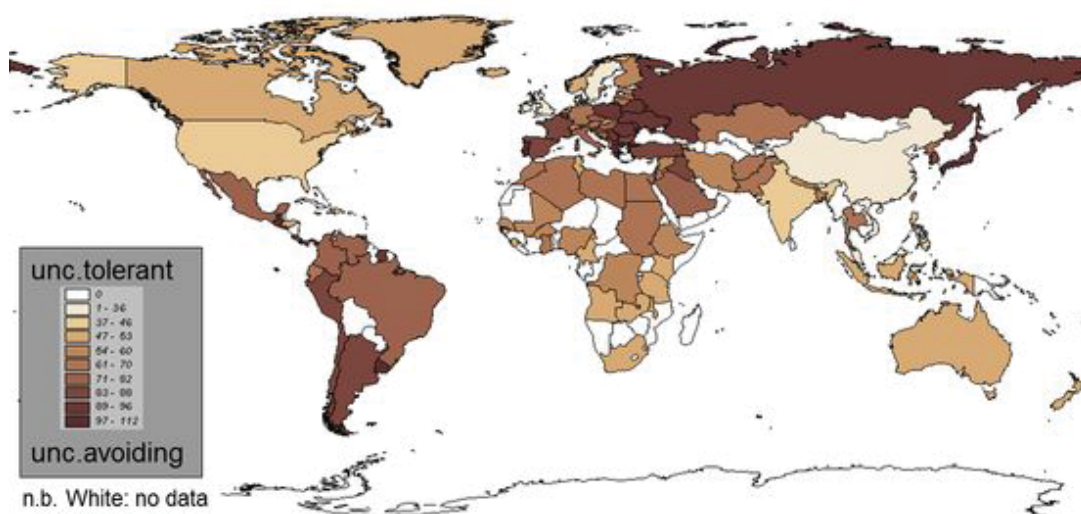 unc.tolerant
0
1 - 36
37 - 46
47 - 53
54 - 60
61 - 70
71 - 82
83 - 88
89 - 96
97 - 112
unc.avoiding
n.b. White: no data